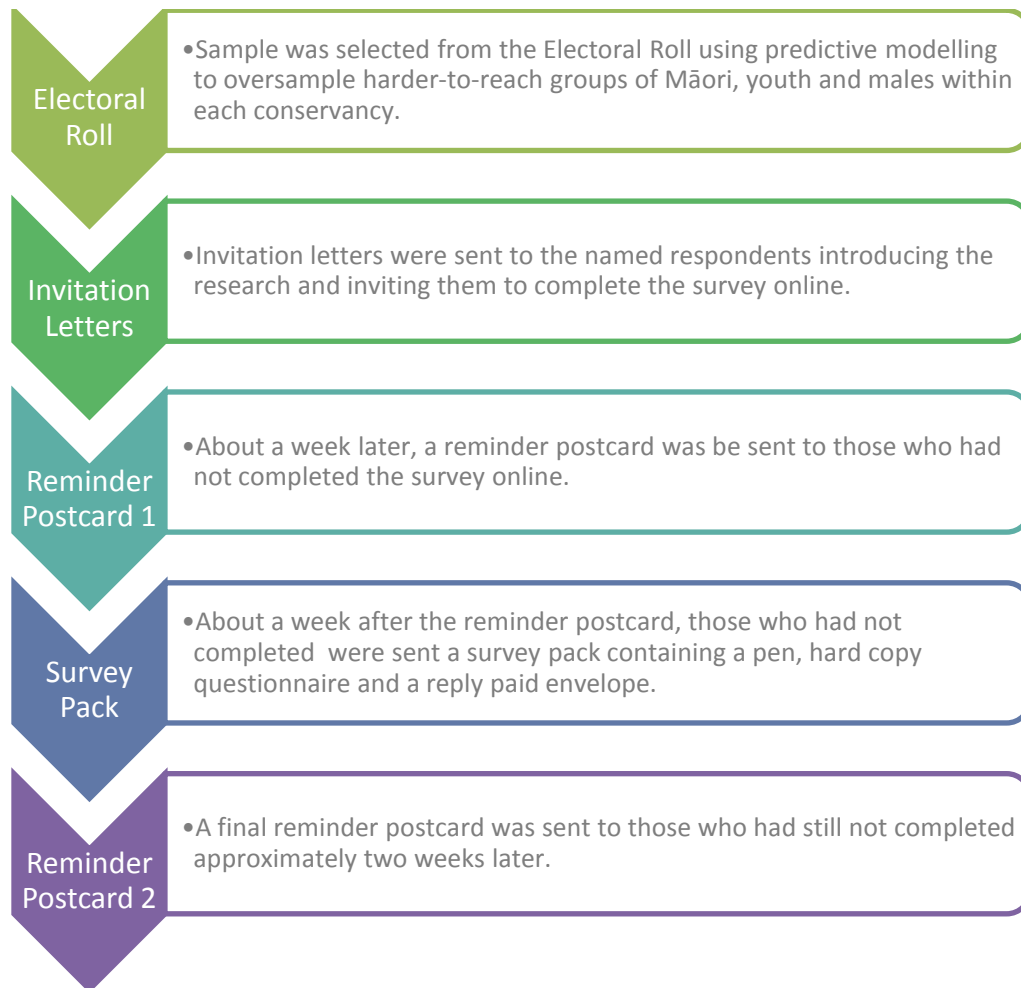 Electoral
Roll
•Sample was selected from the Electoral Roll using predictive modelling
to oversample harder-to-reach groups of Māori, youth and males within
each conservancy.
Invitation
Letters
•Invitation letters were sent to the named respondents introducing the
research and inviting them to complete the survey online.
Reminder
Postcard 1
•About a week later, a reminder postcard was be sent to those who had
not completed the survey online.
Survey
Pack
•About a week after the reminder postcard, those who had not
completed  were sent a survey pack containing a pen, hard copy
questionnaire and a reply paid envelope.
Reminder
Postcard 2
•A final reminder postcard was sent to those who had still not completed
approximately two weeks later.